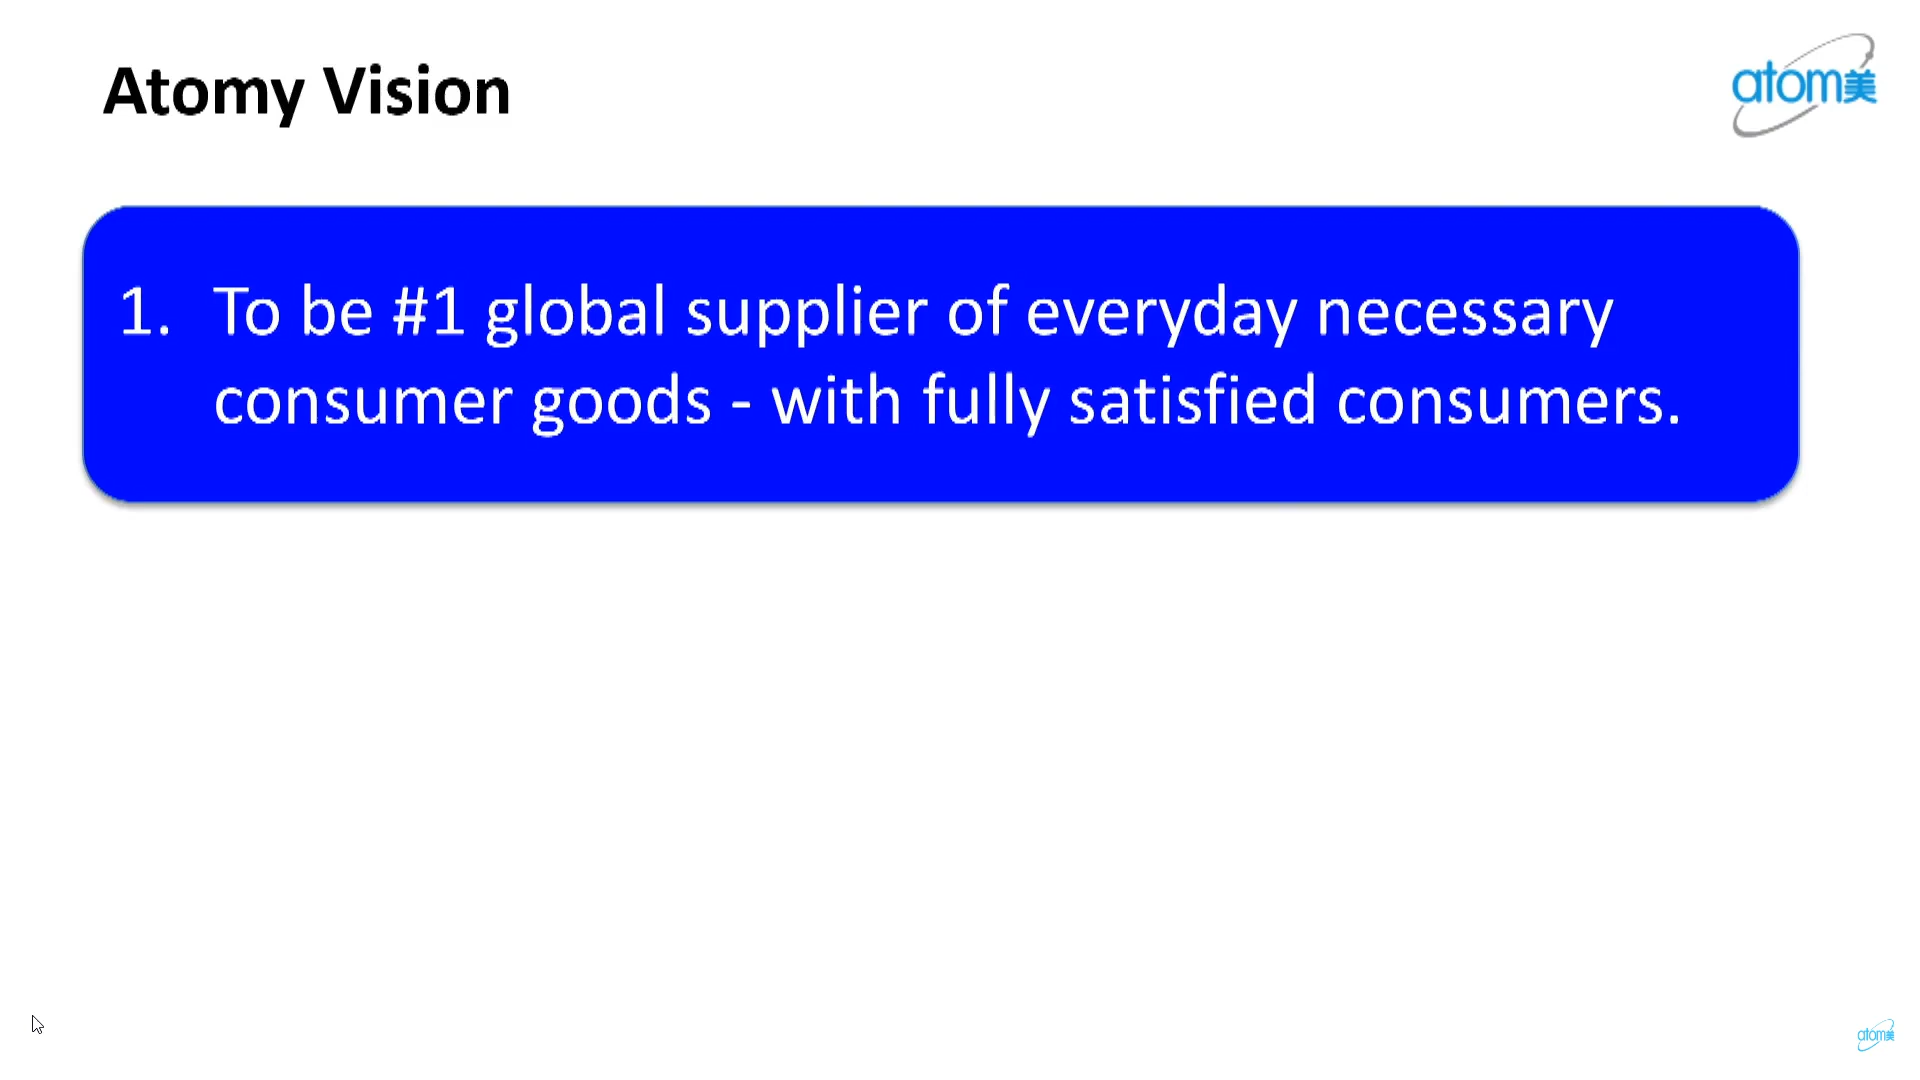 Atomy Vision
atom美
1. To be #1 global supplier of everyday necessary
consumer goods - with fully satisfied consumers.
atom美